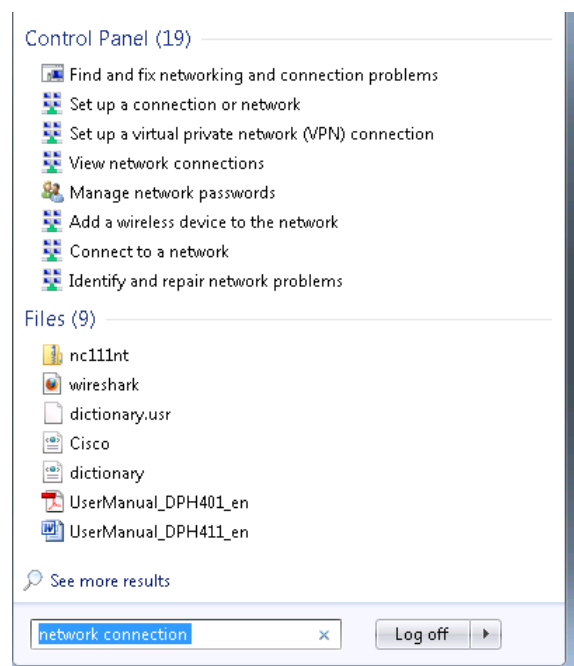 Control Panel (19)
Find and fix networking and connection problems
Set up a connection or network
Set up a virtual private network (VPN) connection
View network connections
Manage network passwords
Add a wireless device to the network
Connect to a network
Identify and repair network problems
Files (9)
nc111nt
wireshark
dictionary.usr
Cisco
dictionary
UserManual_DPH401_en
UserManual_DPH411_en
See more results
network connection
Log off